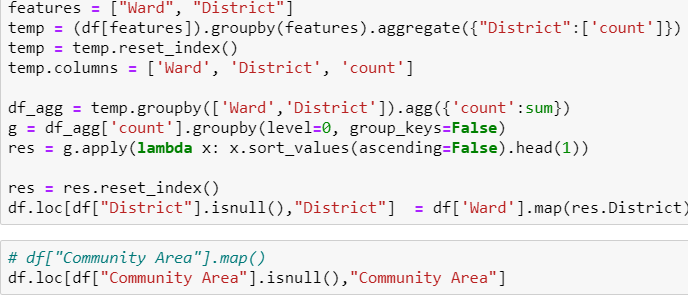 features = ["Ward", "District"]
temp = (df[features]).groupby(features).aggregate({"District":['count']})
temp = temp.reset_index()
temp.columns = ['Ward', 'District', 'count']
df_agg = temp.groupby(['Ward','District']).agg({'count':sum})
g = df_agg['count'].groupby(level=0, group_keys=False)
res = g.apply(lambda x: x.sort_values(ascending=False).head(1))
res = res.reset_index()
df.loc[df["District"].isnull(),"District"]  = df['Ward'].map(res.District)
# df["Community Area"].map()
df.loc[df["Community Area"].isnull(),"Community Area"]